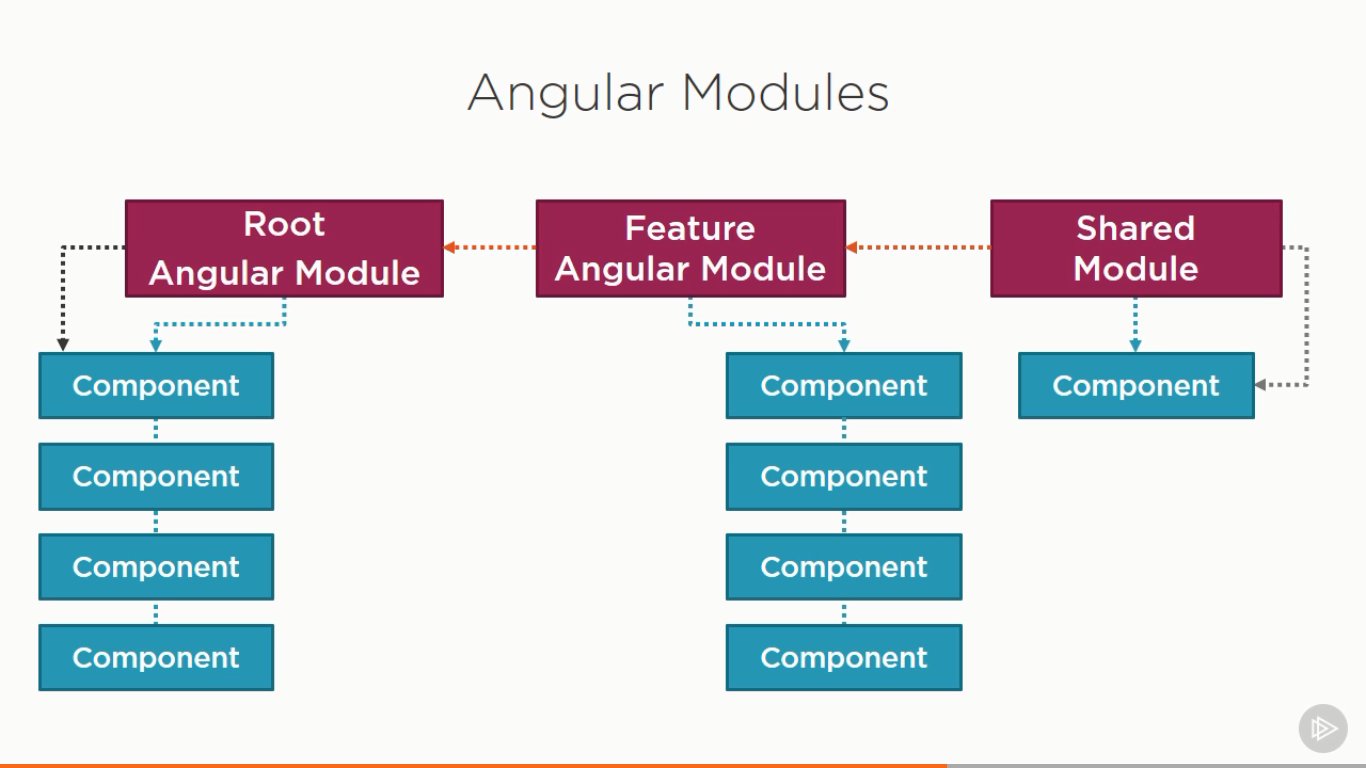 Angular Modules
Root
Angular Module
Feature
Angular Module
Shared
Module
Component
Component
Component
Component
Component
Component
Component
Component
Component